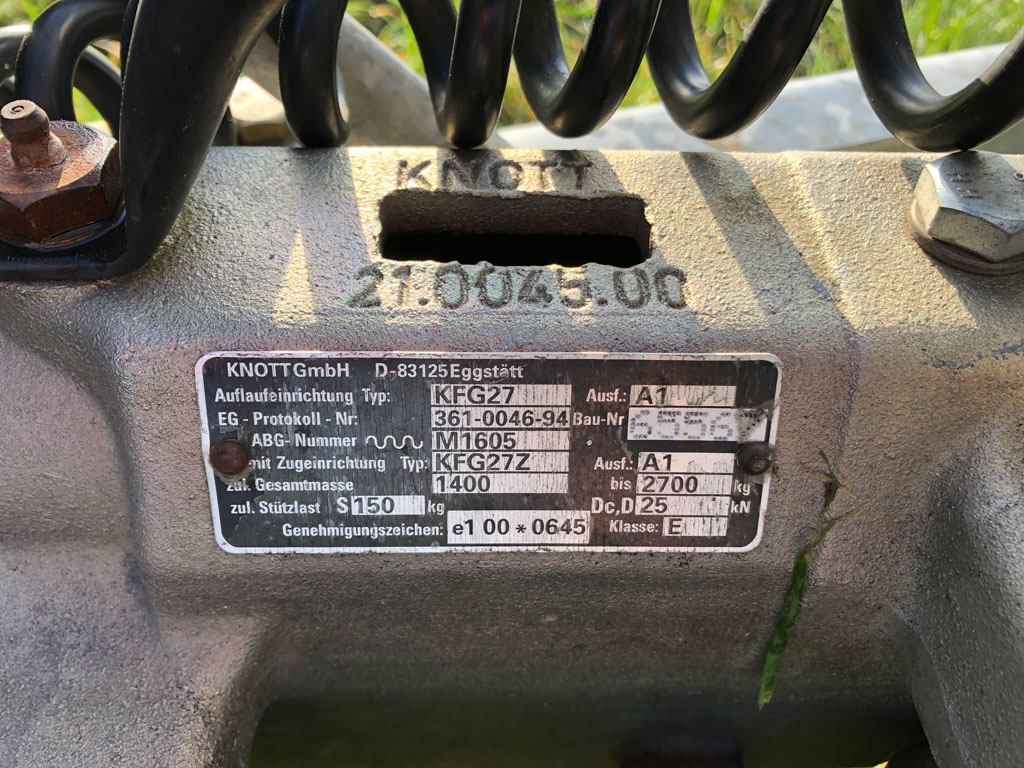 KNOTT
21.0045.00
KNOTT GmbH D-83125 Eggstätt
Auflaufeinrichtung Typ: KFG27 Ausf.: A1
EG - Protokoll - Nr: 361-0046-94 Bau-Nr
ABG- Nummer M1605
mit Zugeinrichtung Typ: KFG27Z Ausf.: A1
zul. Gesamtmasse 1400 bis 2700 kg
zul. Stützlast S 150 kg Dc,D 25 kN
Genehmigungszeichen: e1 00 * 0645 Klasse: E